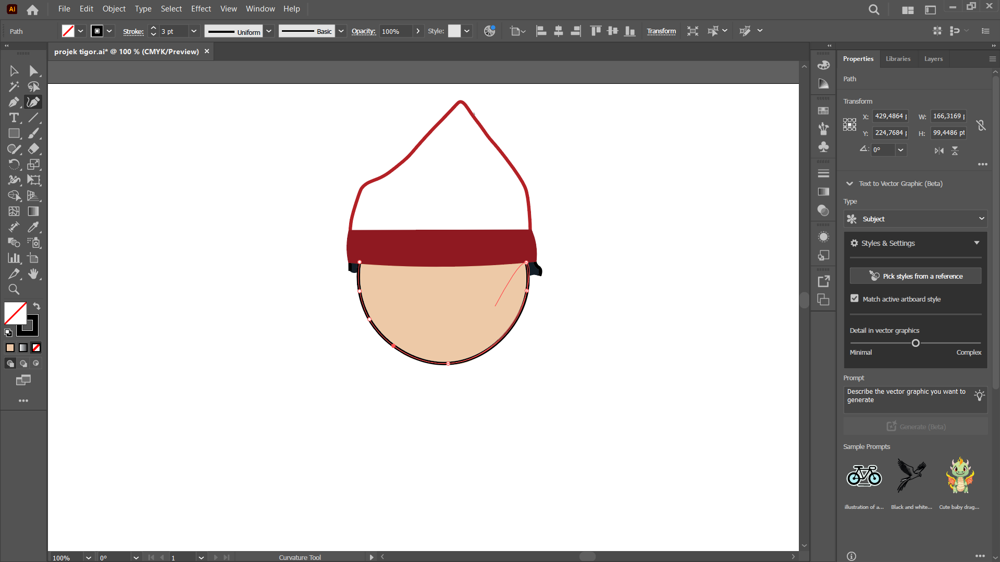 Ai File Edit Object Type Select Effect View Window Help
Path Stroke: 3 pt Uniform Basic Opacity: 100% Style: Transform
projek tigor.ai* @ 100 % (CMYK/Preview) ×
Properties Libraries Layers
Path
Transform
X: 429,4864 W: 166,3169
Y: 224,7684 H: 99,4486 pt
0°
Text to Vector Graphic (Beta)
Type
Subject
Styles & Settings
Pick styles from a reference
Match active artboard style
Detail in vector graphics
Minimal Complex
Prompt
Describe the vector graphic you want to
generate
Generate (Beta)
Sample Prompts
illustration of a... Black and white... Cute baby drag...
100% 0° 1 Curvature Tool